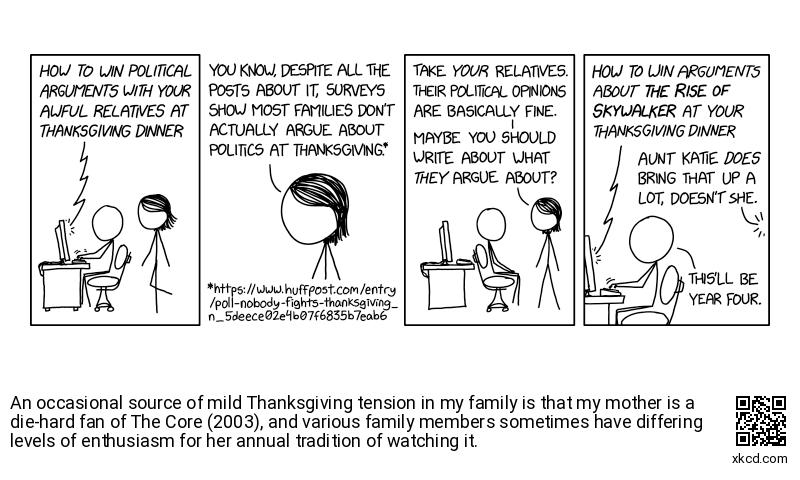 HOW TO WIN POLITICAL
ARGUMENTS WITH YOUR
AWFUL RELATIVES AT
THANKSGIVING DINNER
YOU KNOW, DESPITE ALL THE
POSTS ABOUT IT, SURVEYS
SHOW MOST FAMILIES DON'T
ACTUALLY ARGUE ABOUT
POLITICS AT THANKSGIVING.*
*https://www.huffpost.com/entry
/poll-nobody-fights-thanksgiving_
n_5deece02e4b07f6835b7eab6
TAKE YOUR RELATIVES.
THEIR POLITICAL OPINIONS
ARE BASICALLY FINE.
MAYBE YOU SHOULD
WRITE ABOUT WHAT
THEY ARGUE ABOUT?
HOW TO WIN ARGUMENTS
ABOUT THE RISE OF
SKYWALKER AT YOUR
THANKSGIVING DINNER
AUNT KATIE DOES
BRING THAT UP A
LOT, DOESN'T SHE.
THIS'LL BE
YEAR FOUR.
An occasional source of mild Thanksgiving tension in my family is that my mother is a
die-hard fan of The Core (2003), and various family members sometimes have differing
levels of enthusiasm for her annual tradition of watching it.
xkcd.com